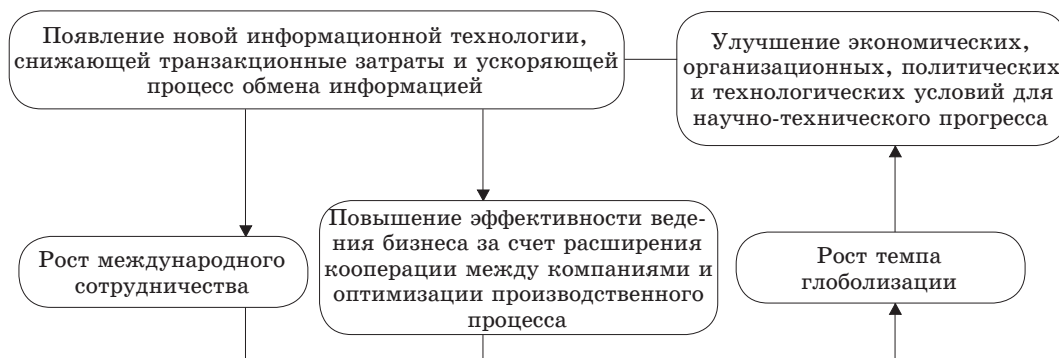 Появление новой информационной технологии,
снижающей транзакционные затраты и ускоряющей
процесс обмена информацией
Улучшение экономических,
организационных, политических
и технологических условий для
научно-технического прогресса
Рост международного
сотрудничества
Повышение эффективности веде-
ния бизнеса за счет расширения
кооперации между компаниями и
оптимизации производственного
процесса
Рост темпа
глоболизации